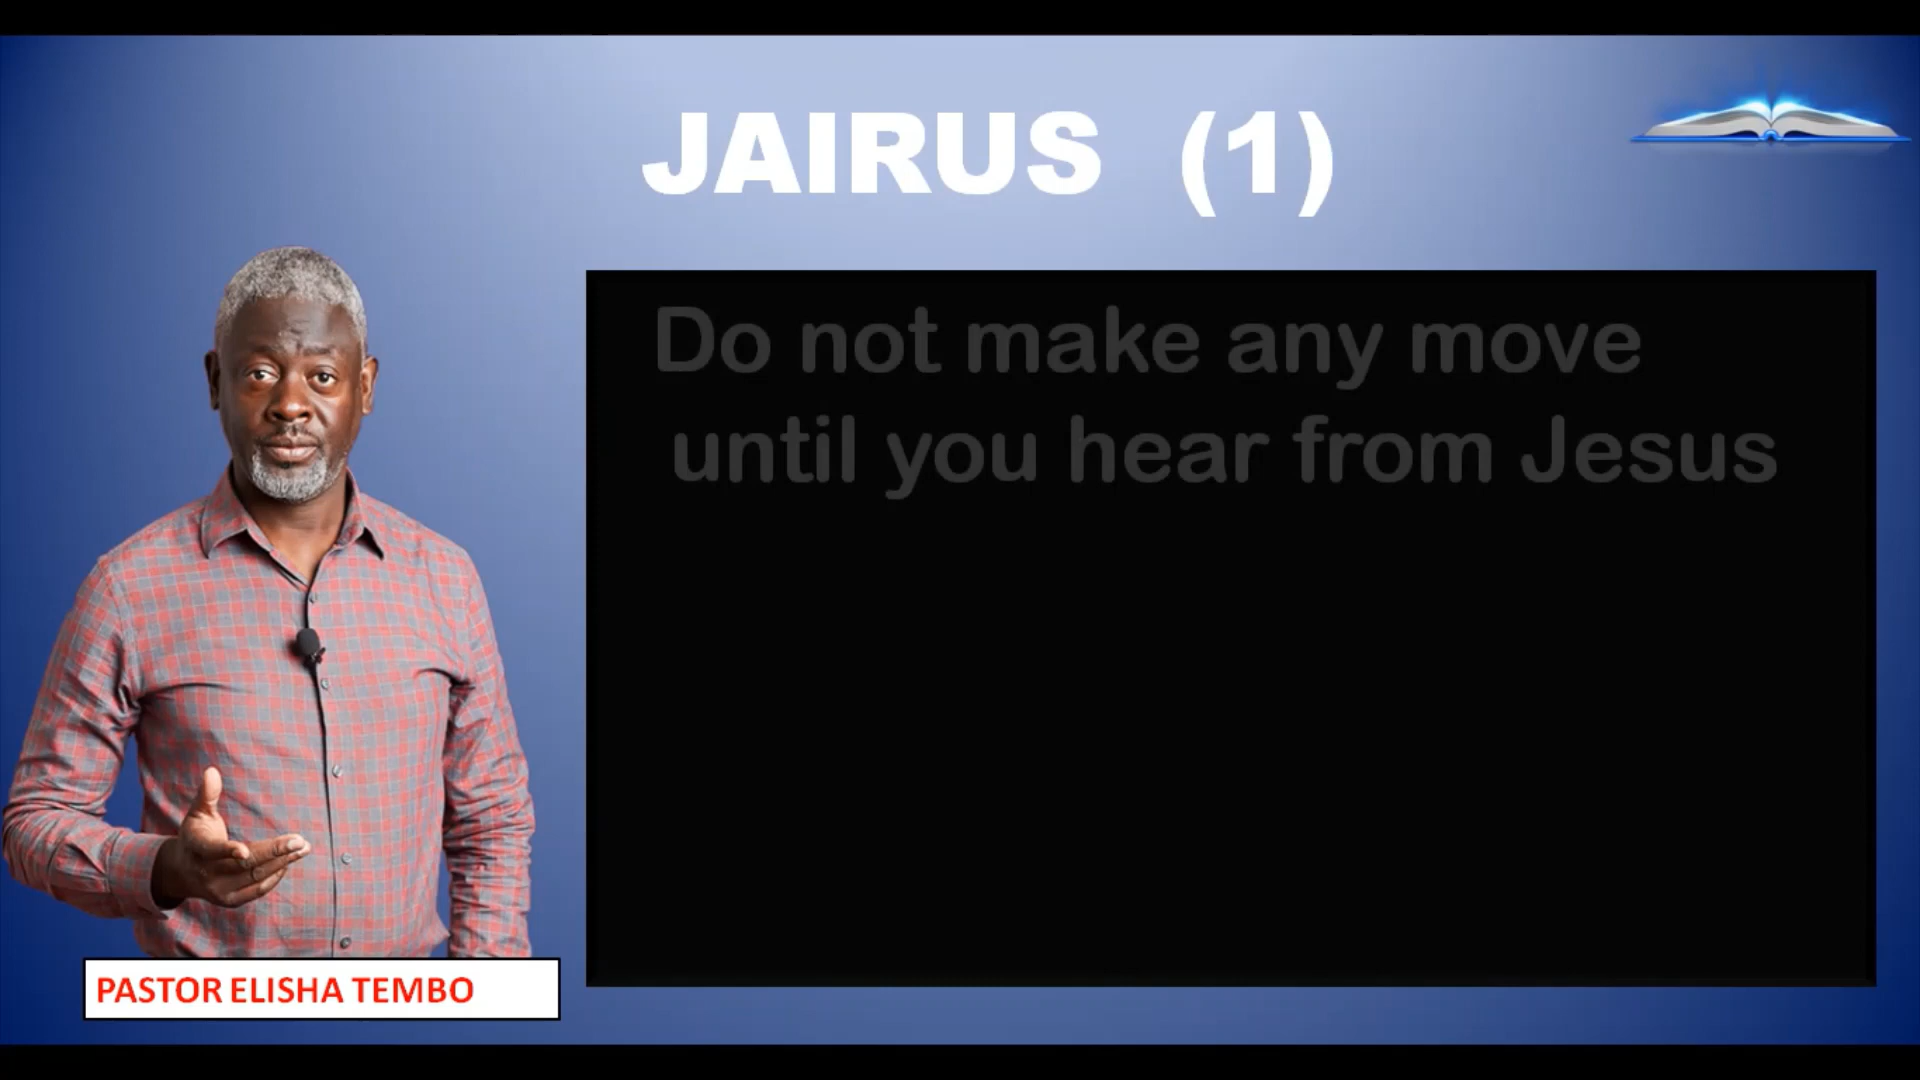 JAIRUS (1)
Do not make any move
until you hear from Jesus
PASTOR ELISHA TEMBO